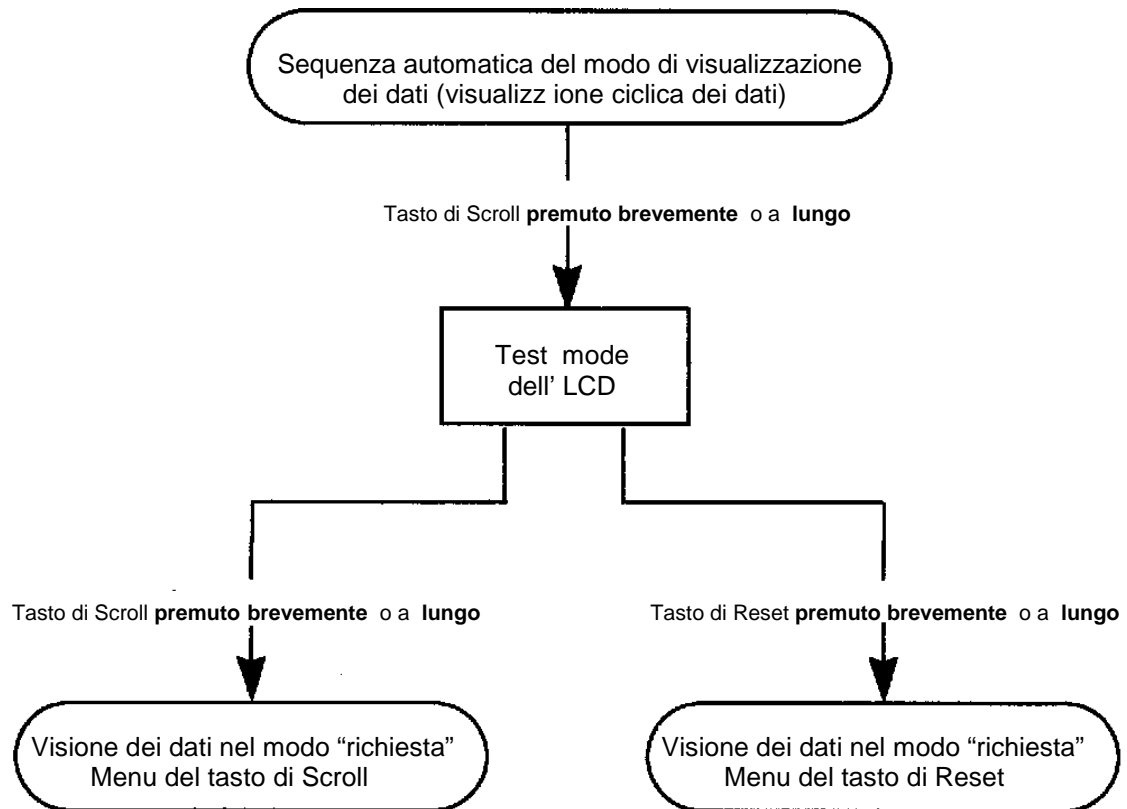 Sequenza automatica del modo di visualizzazione
dei dati (visualizz ione ciclica dei dati)
Tasto di Scroll premuto brevemente o a lungo
Test mode
dell' LCD
Tasto di Scroll premuto brevemente o a lungo
Tasto di Reset premuto brevemente o a lungo
Visione dei dati nel modo “richiesta”
Menu del tasto di Scroll
Visione dei dati nel modo “richiesta”
Menu del tasto di Reset